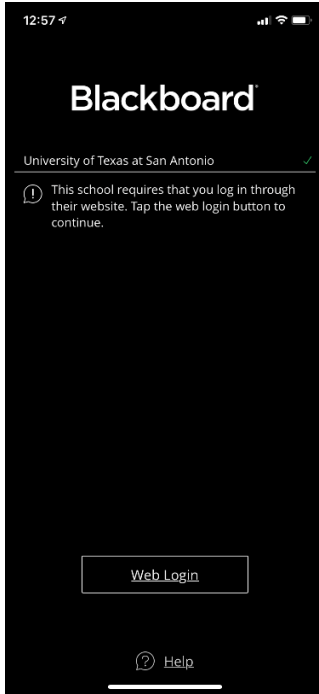 12:57
Blackboard
University of Texas at San Antonio
This school requires that you log in through
their website. Tap the web login button to
continue.
Web Login
Help